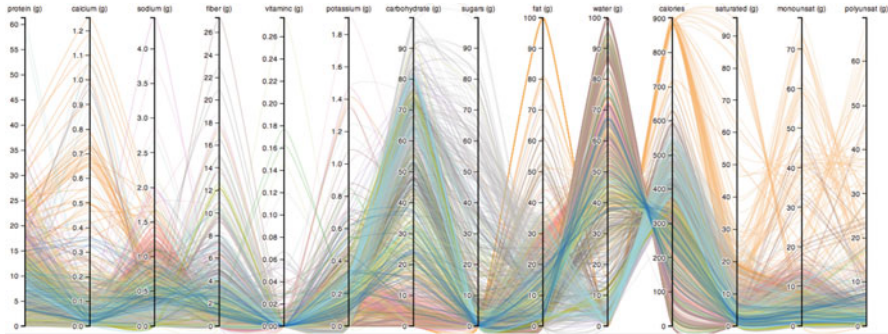 protein (g) calcium (g) sodium (g) fiber (g) vitaminc (g) potassium (g) carbohydrate (g) sugars (g) fat (g) water (g) calories saturated (g) monounsat (g) polyunsat (g)
60 55 50 45 40 35 30 25 20 15 10 5 0
1.2 1.1 1.0 0.9 0.8 0.7 0.6 0.5 0.4 0.3 0.2 0.1 0.0
4.0 3.5 3.0 2.5 2.0 1.5 1.0 0.5 0.0
26 24 22 20 18 16 14 12 10 8 6 4 2 0
0.28 0.26 0.24 0.22 0.20 0.18 0.16 0.14 0.12 0.10 0.08 0.06 0.04 0.02 0.00
1.8 1.6 1.4 1.2 1.0 0.8 0.6 0.4 0.2 0.0
90 80 70 60 50 40 30 20 10 0
90 80 70 60 50 40 30 20 10 0
100 90 80 70 60 50 40 30 20 10 0
100 90 80 70 60 50 40 30 20 10 0
900 800 700 600 500 400 300 200 100 0
90 80 70 60 50 40 30 20 10 0
70 60 50 40 30 20 10 0
60 50 40 30 20 10 0